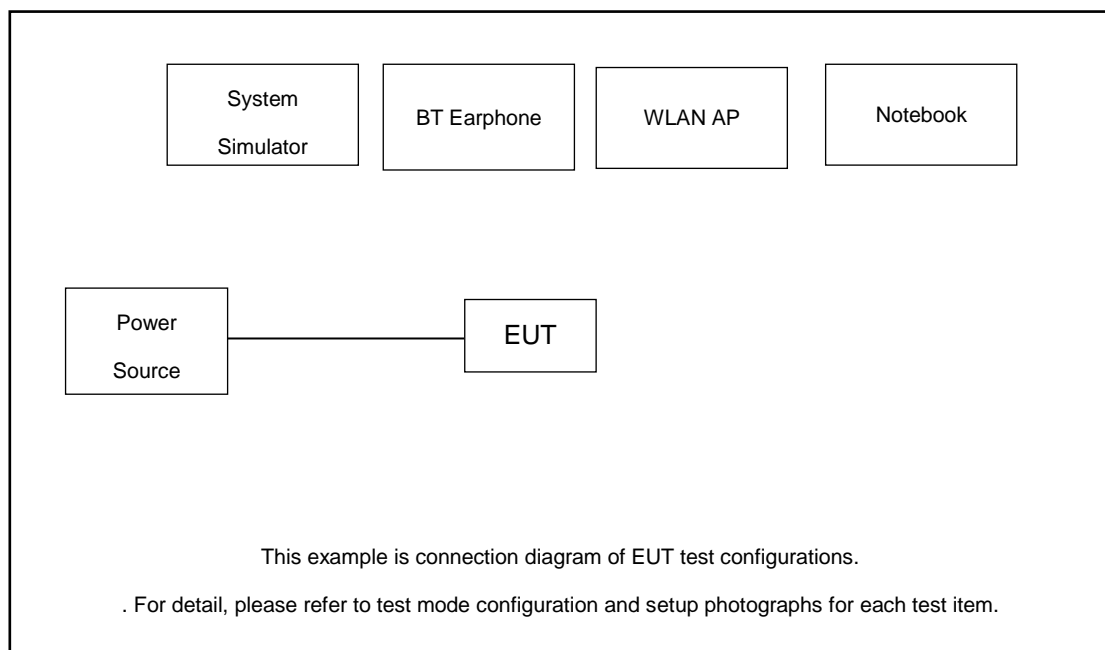 System
Simulator
BT Earphone
WLAN AP
Notebook
Power
Source
EUT
This example is connection diagram of EUT test configurations.
. For detail, please refer to test mode configuration and setup photographs for each test item.